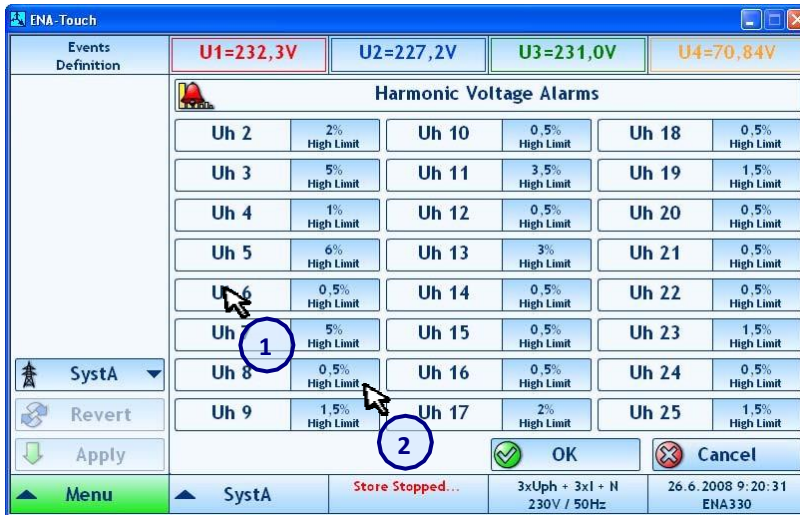 ENA-Touch
Events
Definition
U1=232,3V
U2=227,2V
U3=231,0V
U4=70,84V
Harmonic Voltage Alarms
Uh 2
2%
High Limit
Uh 10
0,5%
High Limit
Uh 18
0,5%
High Limit
Uh 3
5%
High Limit
Uh 11
3,5%
High Limit
Uh 19
1,5%
High Limit
Uh 4
1%
High Limit
Uh 12
0,5%
High Limit
Uh 20
0,5%
High Limit
Uh 5
6%
High Limit
Uh 13
3%
High Limit
Uh 21
0,5%
High Limit
Uh 6
0,5%
High Limit
Uh 14
0,5%
High Limit
Uh 22
0,5%
High Limit
Uh
5%
High Limit
Uh 15
0,5%
High Limit
Uh 23
1,5%
High Limit
1
SystA
Uh 8
0,5%
High Limit
Uh 16
0,5%
High Limit
Uh 24
0,5%
High Limit
Revert
Uh 9
1,5%
High Limit
Uh 17
2%
High Limit
Uh 25
1,5%
High Limit
2
Apply
OK
Cancel
Menu
SystA
Store Stopped...
3xUph + 3xI + N
230V / 50Hz
26.6.2008 9:20:31
ENA330